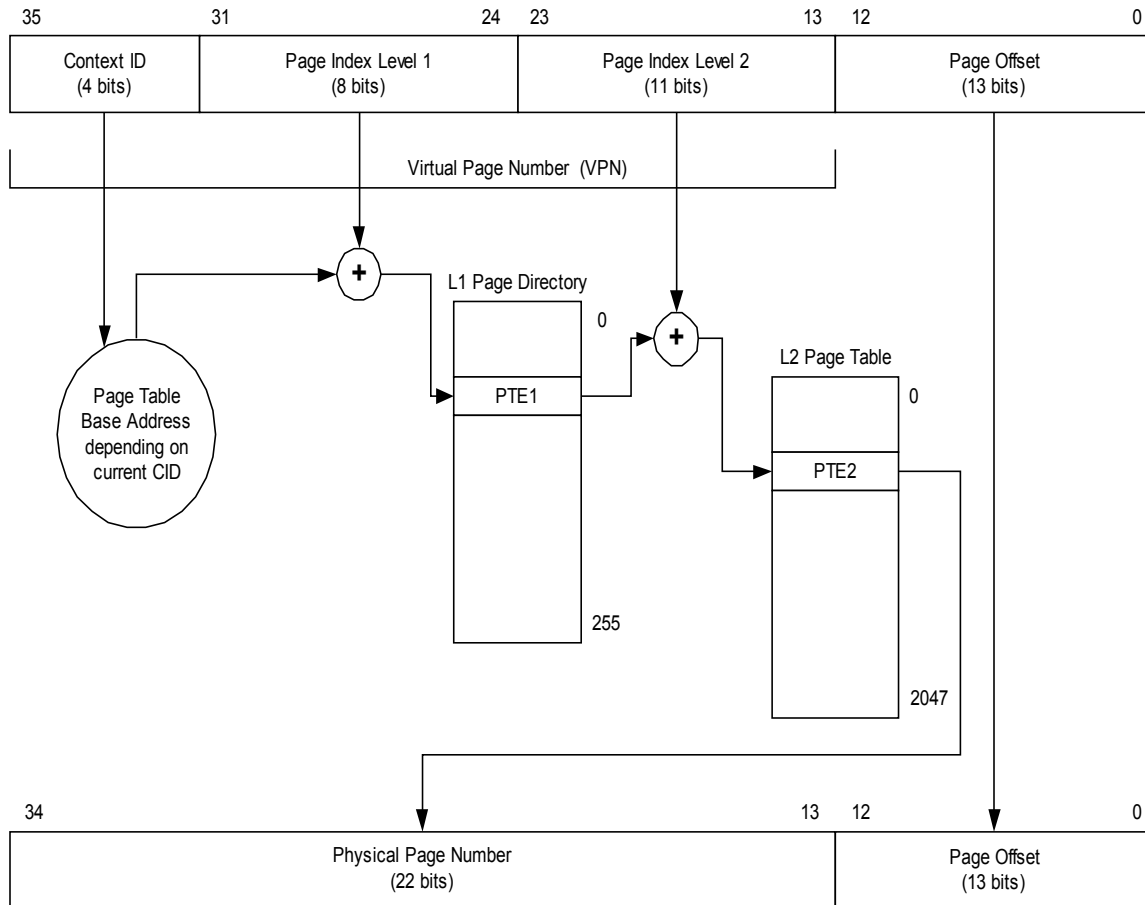 35 31 24 23 13 12 0
Context ID
(4 bits)
Page Index Level 1
(8 bits)
Page Index Level 2
(11 bits)
Page Offset
(13 bits)
Virtual Page Number (VPN)
+
L1 Page Directory
0
+
L2 Page Table
0
Page Table
Base Address
depending on
current CID
PTE1
PTE2
255
2047
34 13 12 0
Physical Page Number
(22 bits)
Page Offset
(13 bits)